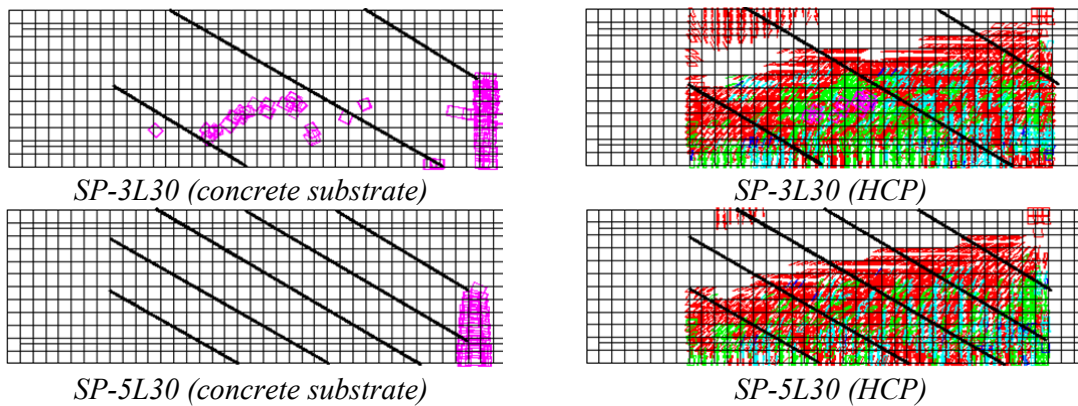 SP-3L30 (concrete substrate)
SP-3L30 (HCP)
SP-5L30 (concrete substrate)
SP-5L30 (HCP)